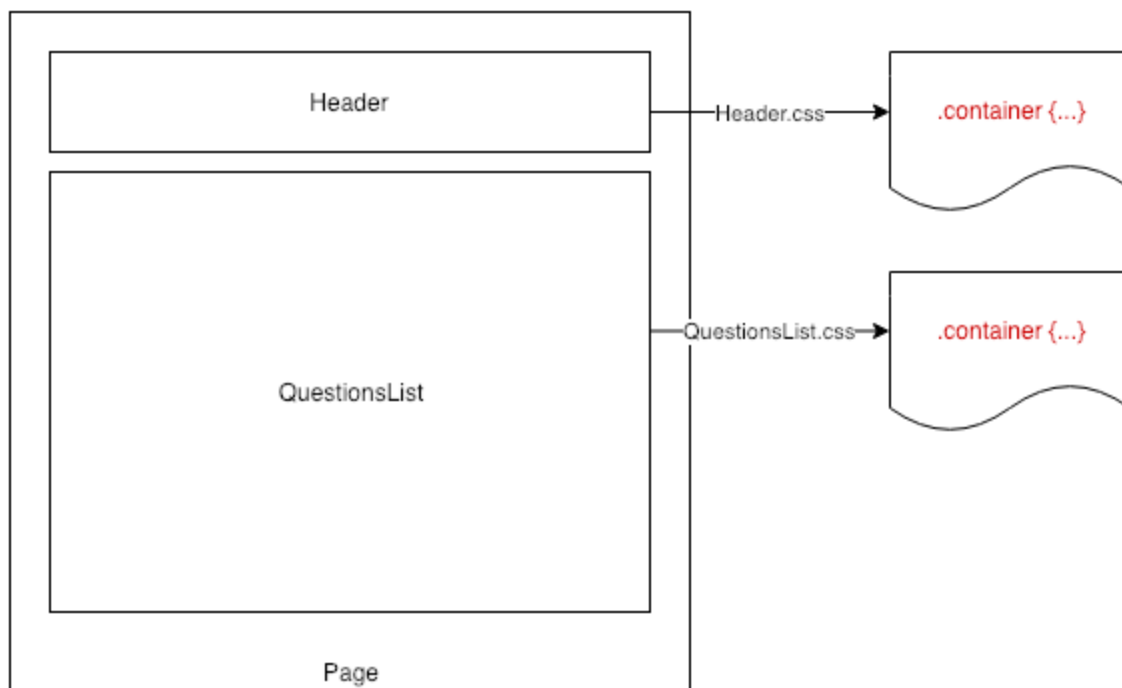 Header
Header.css
.container {...}
QuestionsList.css
.container {...}
QuestionsList
Page